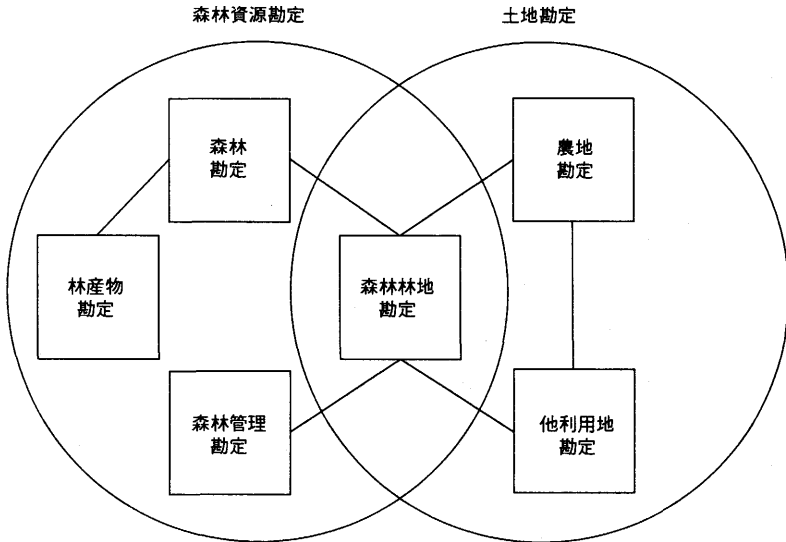 森林資源勘定
土地勘定
森林
勘定
農地
勘定
林産物
勘定
森林林地
勘定
森林管理
勘定
他利用地
勘定